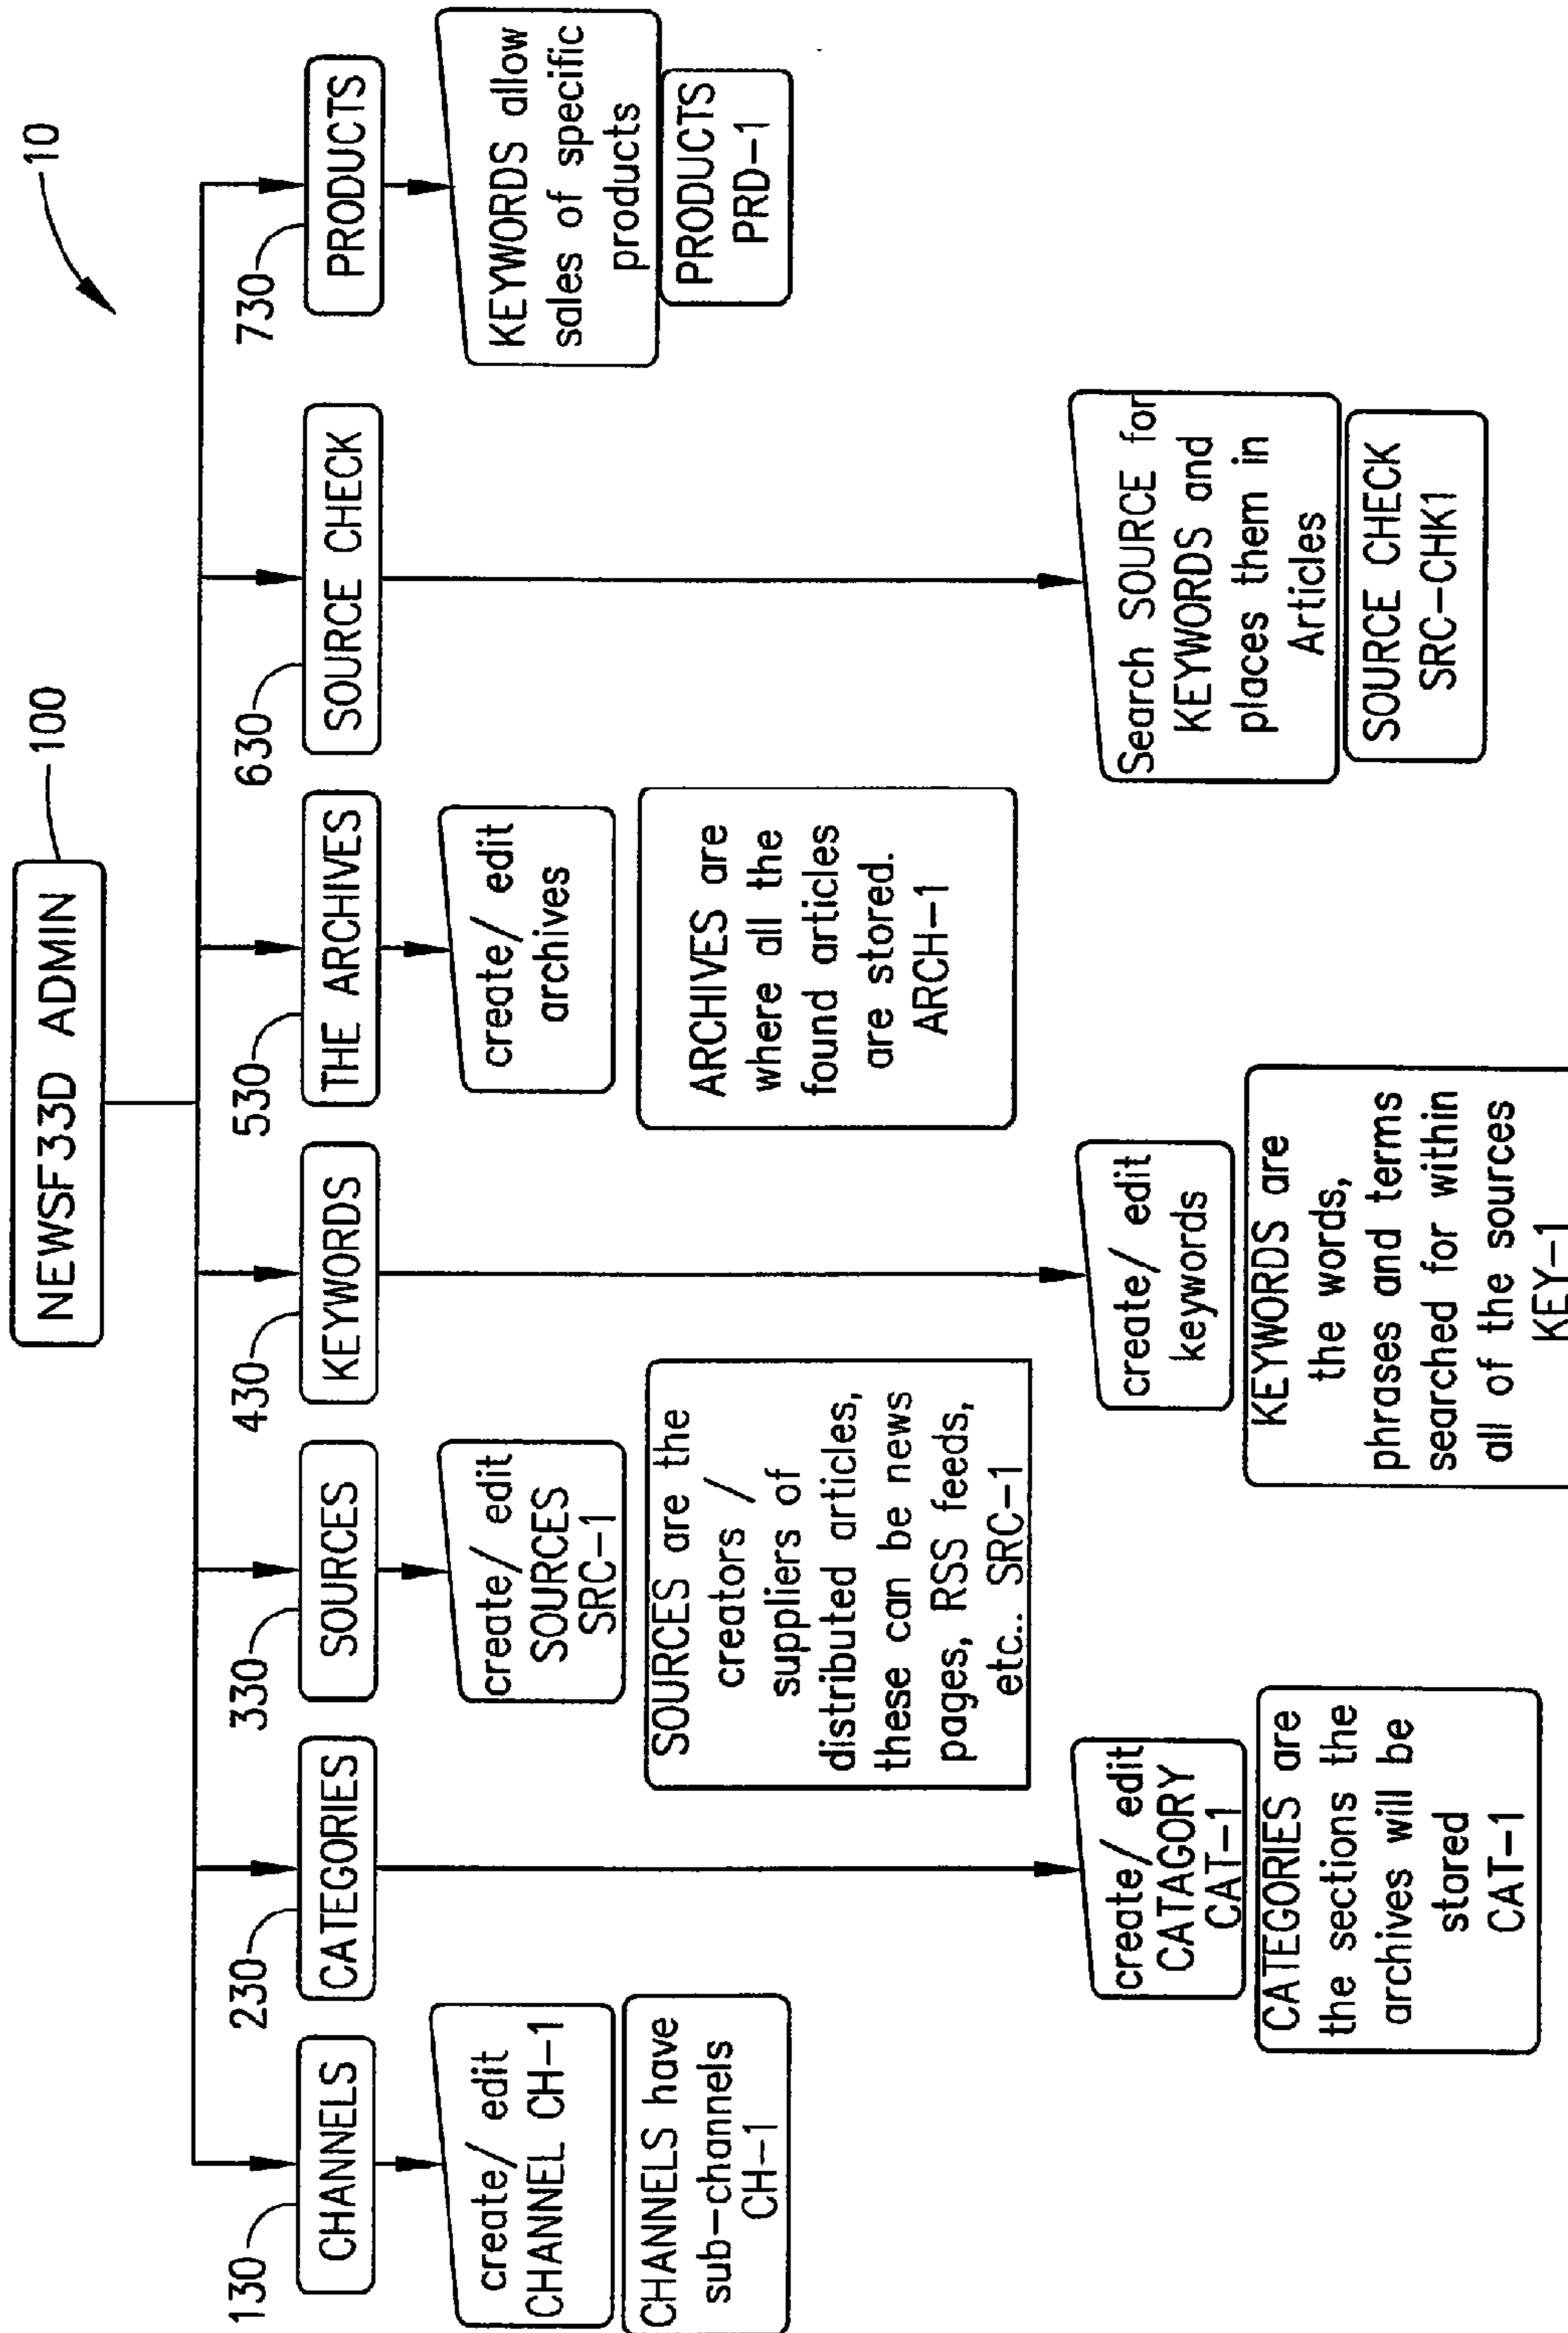 10
NEWSF33D ADMIN
100
130
CHANNELS
create/ edit
CHANNEL CH-1
CHANNELS have
sub-channels
CH-1
230
CATEGORIES
create/ edit
CATAGORY
CAT-1
CATEGORIES are
the sections the
archives will be
stored
CAT-1
330
SOURCES
create/ edit
SOURCES
SRC-1
SOURCES are the
creators /
suppliers of
distributed articles,
these can be news
pages, RSS feeds,
etc.. SRC-1
430
KEYWORDS
create/ edit
keywords
KEYWORDS are
the words,
phrases and terms
searched for within
all of the sources
KEY-1
530
THE ARCHIVES
create/ edit
archives
ARCHIVES are
where all the
found articles
are stored.
ARCH-1
630
SOURCE CHECK
Search SOURCE for
KEYWORDS and
places them in
Articles
SOURCE CHECK
SRC-CHK1
730
PRODUCTS
KEYWORDS allow
sales of specific
products
PRODUCTS
PRD-1